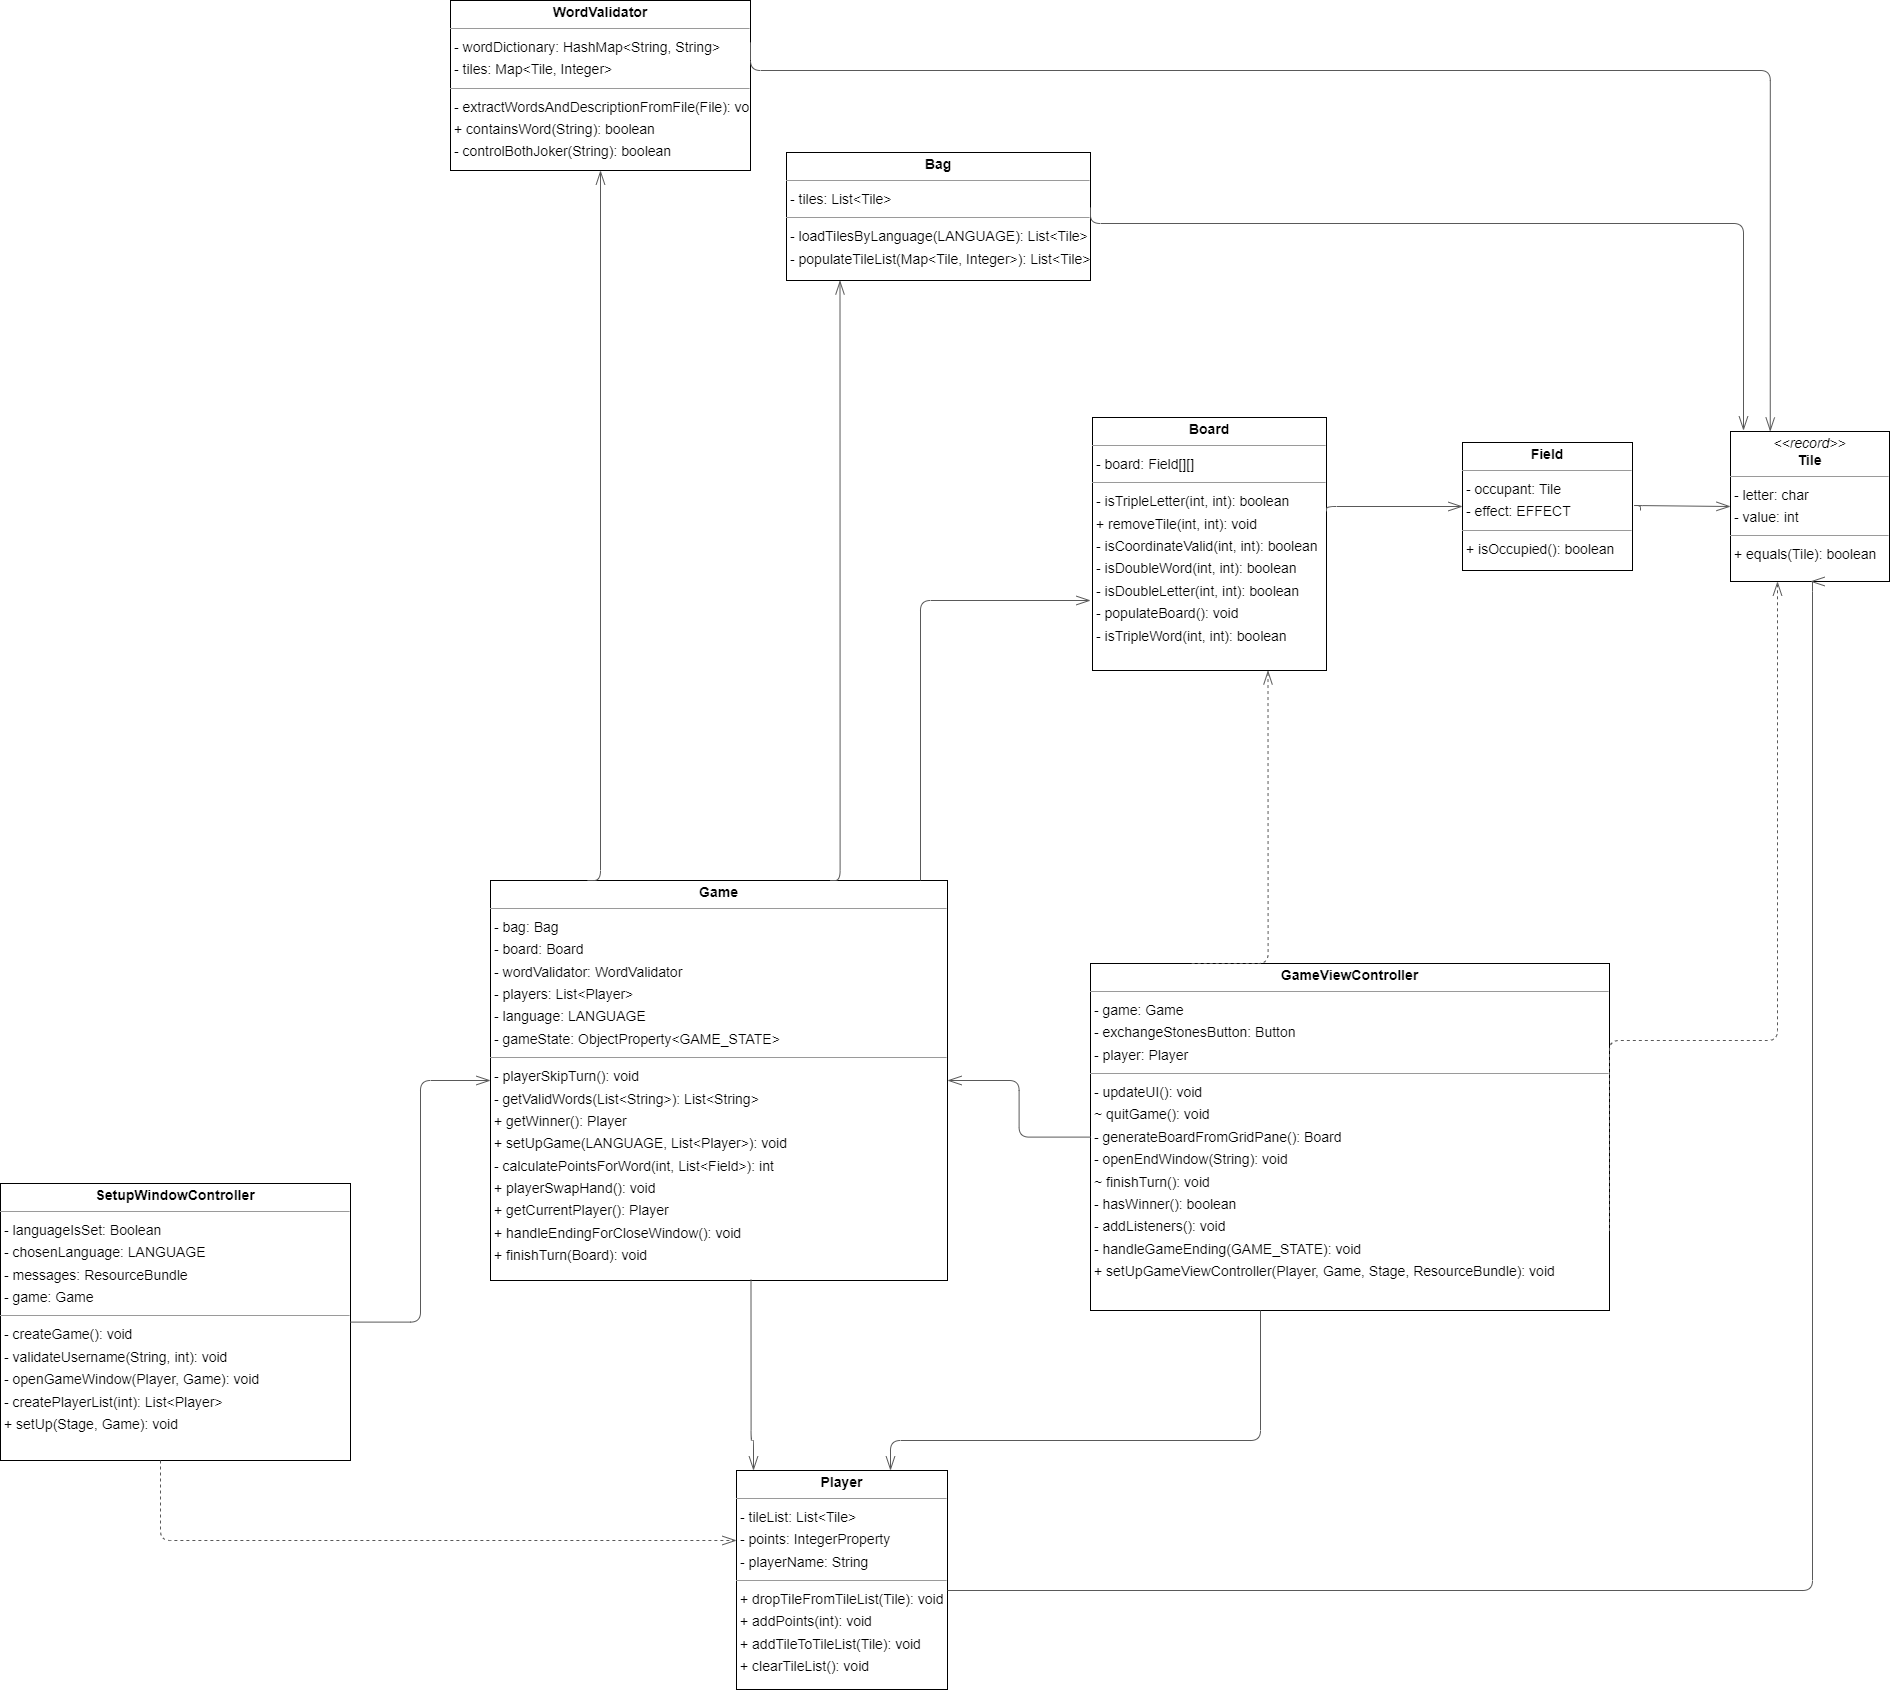 WordValidator
- wordDictionary: HashMap<String, String>
- tiles: Map<Tile, Integer>
- extractWordsAndDescriptionFromFile(File): vo
+ containsWord(String): boolean
- controlBothJoker(String): boolean
Bag
- tiles: List<Tile>
- loadTilesByLanguage(LANGUAGE): List<Tile>
- populateTileList(Map<Tile, Integer>): List<Tile>
Board
- board: Field[][]
- isTripleLetter(int, int): boolean
+ removeTile(int, int): void
- isCoordinateValid(int, int): boolean
- isDoubleWord(int, int): boolean
- isDoubleLetter(int, int): boolean
- populateBoard(): void
- isTripleWord(int, int): boolean
Field
- occupant: Tile
- effect: EFFECT
+ isOccupied(): boolean
<<record>>
Tile
- letter: char
- value: int
+ equals(Tile): boolean
Game
- bag: Bag
- board: Board
- wordValidator: WordValidator
- players: List<Player>
- language: LANGUAGE
- gameState: ObjectProperty<GAME_STATE>
- playerSkipTurn(): void
- getValidWords(List<String>): List<String>
+ getWinner(): Player
+ setUpGame(LANGUAGE, List<Player>): void
- calculatePointsForWord(int, List<Field>): int
+ playerSwapHand(): void
+ getCurrentPlayer(): Player
+ handleEndingForCloseWindow(): void
+ finishTurn(Board): void
GameViewController
- game: Game
- exchangeStonesButton: Button
- player: Player
- updateUI(): void
~ quitGame(): void
- generateBoardFromGridPane(): Board
- openEndWindow(String): void
~ finishTurn(): void
- hasWinner(): boolean
- addListeners(): void
- handleGameEnding(GAME_STATE): void
+ setUpGameViewController(Player, Game, Stage, ResourceBundle): void
SetupWindowController
- languageIsSet: Boolean
- chosenLanguage: LANGUAGE
- messages: ResourceBundle
- game: Game
- createGame(): void
- validateUsername(String, int): void
- openGameWindow(Player, Game): void
- createPlayerList(int): List<Player>
+ setUp(Stage, Game): void
Player
- tileList: List<Tile>
- points: IntegerProperty
- playerName: String
+ dropTileFromTileList(Tile): void
+ addPoints(int): void
+ addTileToTileList(Tile): void
+ clearTileList(): void